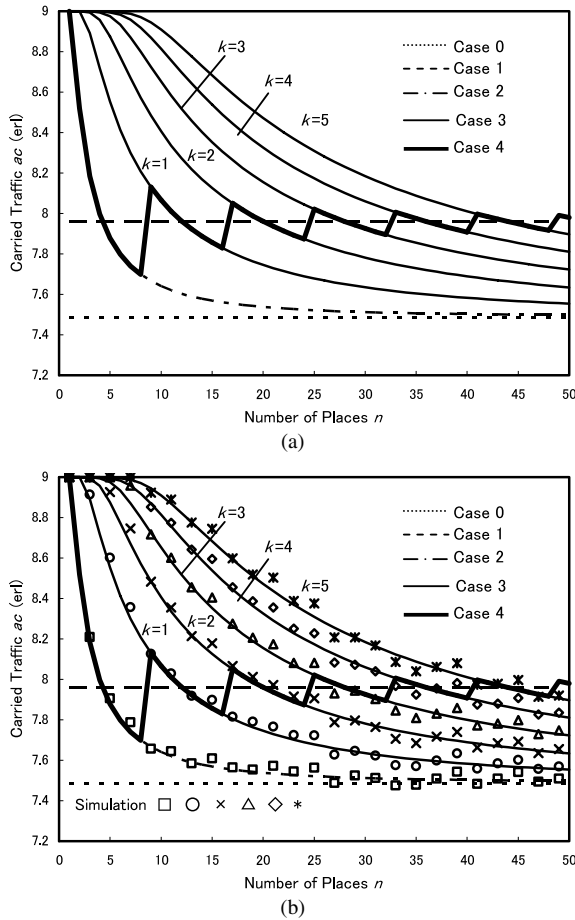 9
8.8
8.6
8.4
8.2
8
7.8
7.6
7.4
7.2
Carried Traffic ac (erl)
k=3
k=4
k=5
k=2
k=1
Case 0
Case 1
Case 2
Case 3
Case 4
0 5 10 15 20 25 30 35 40 45 50
Number of Places n
(a)
9
8.8
8.6
8.4
8.2
8
7.8
7.6
7.4
7.2
Carried Traffic ac (erl)
k=3
k=4
k=5
k=2
k=1
Case 0
Case 1
Case 2
Case 3
Case 4
Simulation
0 5 10 15 20 25 30 35 40 45 50
Number of Places n
(b)